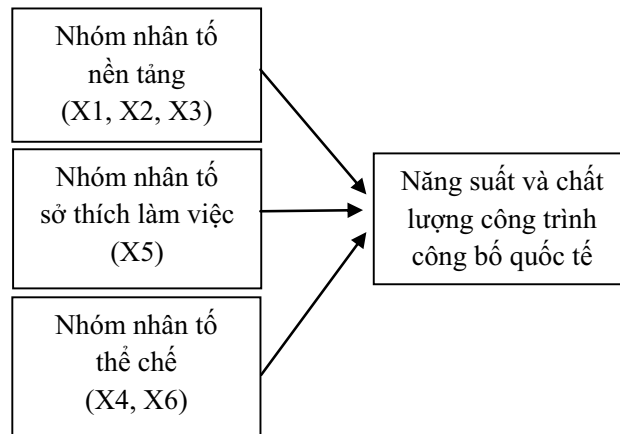 Nhóm nhân tố
nền tảng
(X1, X2, X3)
Nhóm nhân tố
sở thích làm việc
(X5)
Nhóm nhân tố
thể chế
(X4, X6)
Năng suất và chất
lượng công trình
công bố quốc tế